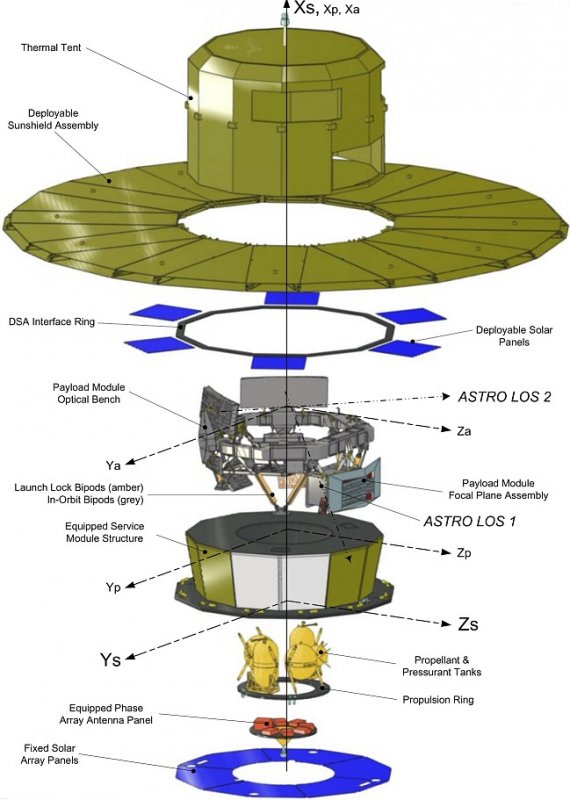 Xs, Xp, Xa
Thermal Tent
Deployable
Sunshield Assembly
DSA Interface Ring
Deployable Solar
Panels
Payload Module
Optical Bench
ASTRO LOS 2
Za
Ya
Launch Lock Bipods (amber)
In-Orbit Bipods (grey)
Payload Module
Focal Plane Assembly
ASTRO LOS 1
Equipped Service
Module Structure
Zp
Yp
Zs
Ys
Propellant &
Pressurant Tanks
Propulsion Ring
Equipped Phase
Array Antenna Panel
Fixed Solar
Array Panels